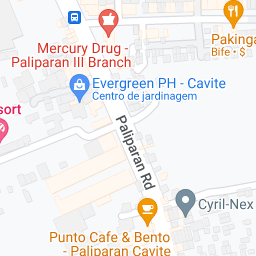 Mercury Drug -
Paliparan III Branch
Pakinga
Bife • $
Evergreen PH - Cavite
Centro de jardinagem
sort
Paliparan Rd
Cyril-Nex
Punto Cafe & Bento
- Paliparan Cavite